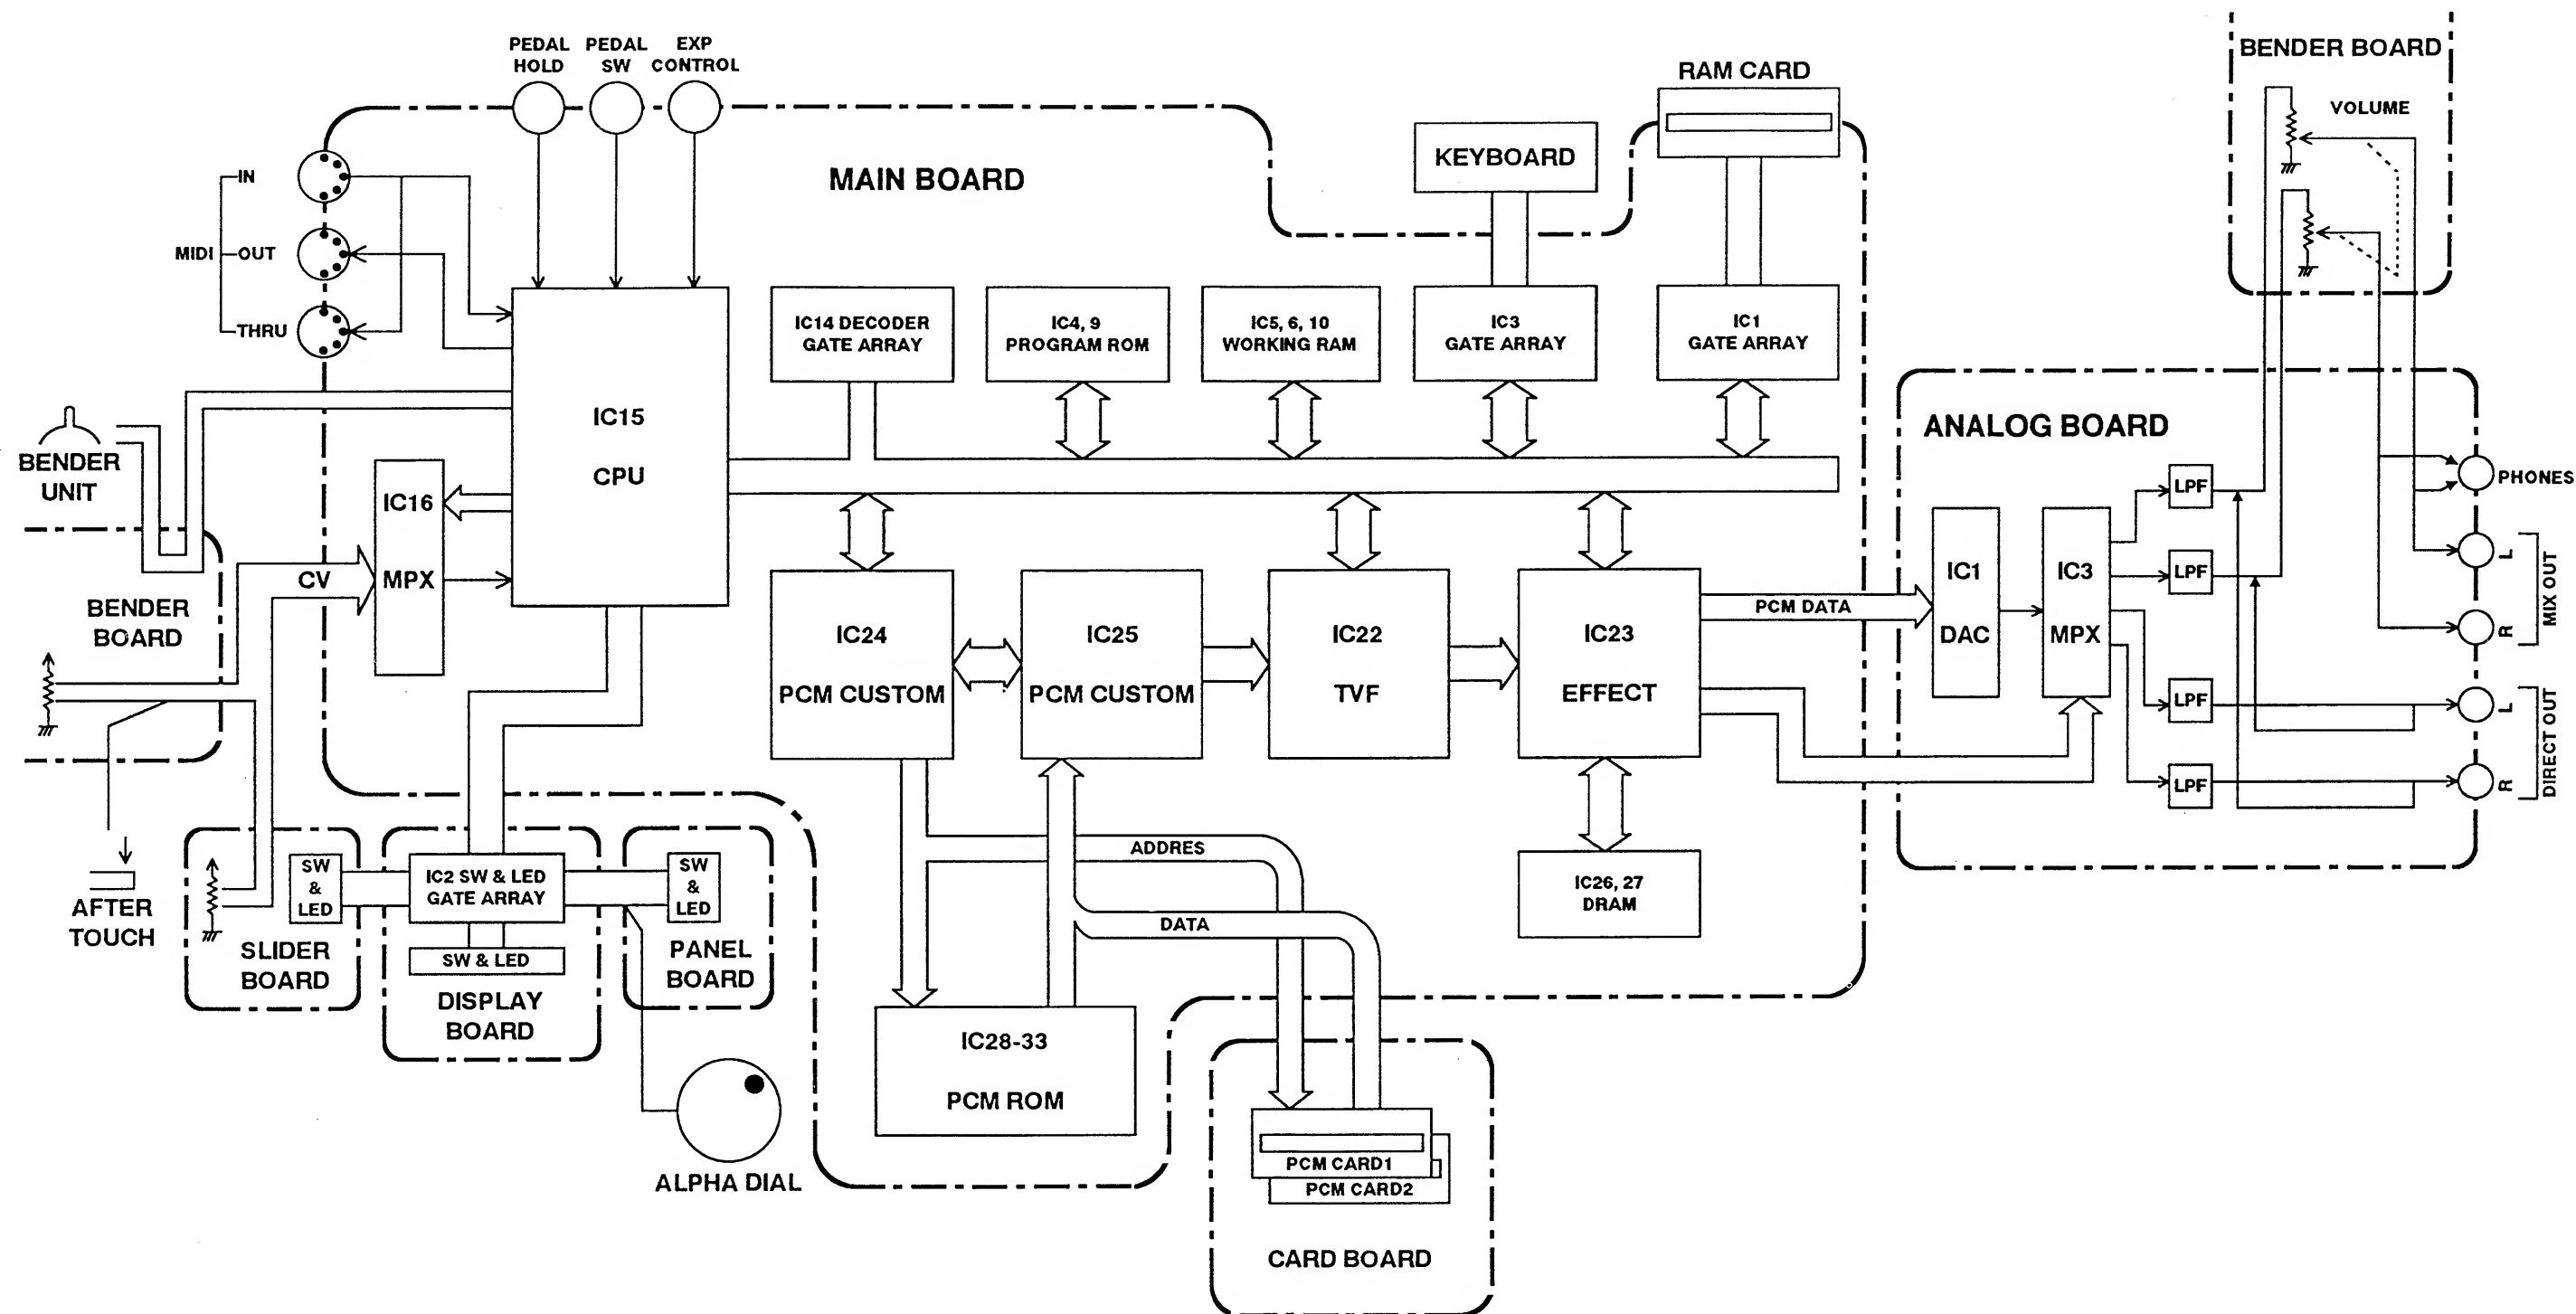 PEDAL
HOLD
PEDAL
SW
EXP
CONTROL
RAM CARD
BENDER BOARD
VOLUME
MAIN BOARD
KEYBOARD
MIDI
IN
OUT
THRU
IC14 DECODER
GATE ARRAY
IC4, 9
PROGRAM ROM
IC5, 6, 10
WORKING RAM
IC3
GATE ARRAY
IC1
GATE ARRAY
IC15
CPU
BENDER
UNIT
IC16
MPX
CV
BENDER
BOARD
ANALOG BOARD
IC24
PCM CUSTOM
IC25
PCM CUSTOM
IC22
TVF
IC23
EFFECT
PCM DATA
IC1
DAC
IC3
MPX
LPF
LPF
LPF
LPF
PHONES
L
R
MIX OUT
L
R
DIRECT OUT
AFTER
TOUCH
SW
&
LED
SLIDER
BOARD
IC2 SW & LED
GATE ARRAY
SW & LED
DISPLAY
BOARD
SW
&
LED
PANEL
BOARD
ALPHA DIAL
ADDRES
DATA
IC26, 27
DRAM
IC28-33
PCM ROM
PCM CARD1
PCM CARD2
CARD BOARD